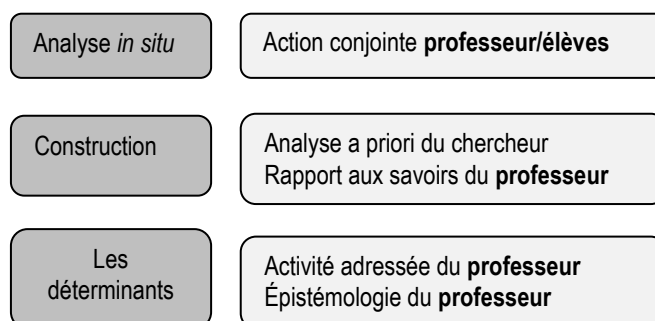 Analyse in situ
Action conjointe professeur/élèves
Construction
Analyse a priori du chercheur
Rapport aux savoirs du professeur
Les
déterminants
Activité adressée du professeur
Épistémologie du professeur